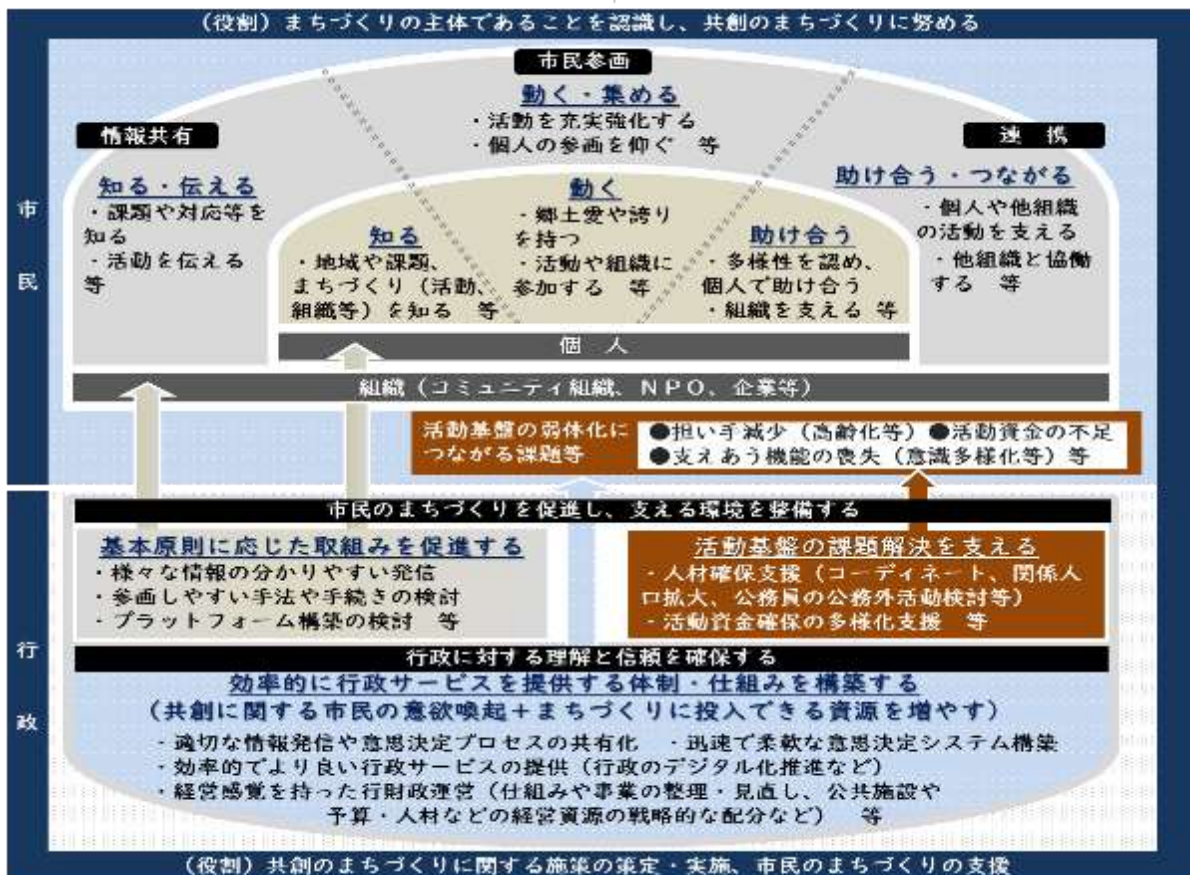 （役割）まちづくりの主体であることを認識し、共創のまちづくりに努める
市民
市民参画
動く・集める
・活動を充実強化する
・個人の参画を仰ぐ　等
情報共有
知る・伝える
・課題や対応等を
知る
・活動を伝える
等
連　携
助け合う・つながる
・個人や他組織
の活動を支える
・他組織と協働
する　等
知る
・地域や課題、
まちづくり（活動、
組織等）を知る　等
動く
・郷土愛や誇り
を持つ
・活動や組織に
参加する　等
助け合う
・多様性を認め、
個人で助け合う
・組織を支える　等
個　人
組織（コミュニティ組織、ＮＰＯ、企業等）
活動基盤の弱体化に
つながる課題等
●担い手減少（高齢化等）●活動資金の不足
●支えあう機能の喪失（意識多様化等）等
行政
市民のまちづくりを促進し、支える環境を整備する
基本原則に応じた取組みを促進する
・様々な情報の分かりやすい発信
・参画しやすい手法や手続きの検討
・プラットフォーム構築の検討　等
活動基盤の課題解決を支える
・人材確保支援（コーディネート、関係人
口拡大、公務員の公務外活動検討等）
・活動資金確保の多様化支援　等
行政に対する理解と信頼を確保する
効率的に行政サービスを提供する体制・仕組みを構築する
（共創に関する市民の意欲喚起＋まちづくりに投入できる資源を増やす）
・適切な情報発信や意思決定プロセスの共有化　・迅速で柔軟な意思決定システム構築
・効率的でより良い行政サービスの提供（行政のデジタル化推進など）
・経営感覚を持った行財政運営（仕組みや事業の整理・見直し、公共施設や
予算・人材などの経営資源の戦略的な配分など）　等
（役割）共創のまちづくりに関する施策の策定・実施、市民のまちづくりの支援